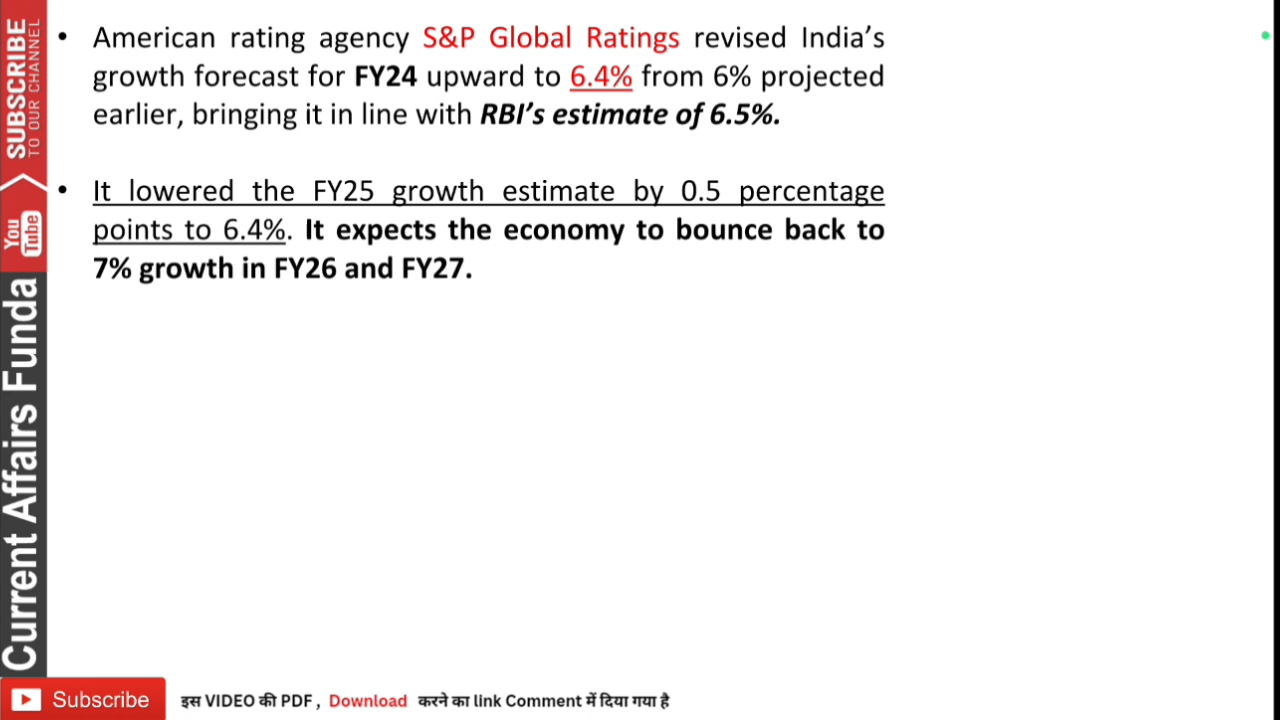 • American rating agency S&P Global Ratings revised India’s
growth forecast for FY24 upward to 6.4% from 6% projected
earlier, bringing it in line with RBI’s estimate of 6.5%.
• It lowered the FY25 growth estimate by 0.5 percentage
points to 6.4%. It expects the economy to bounce back to
7% growth in FY26 and FY27.
SUBSCRIBE
TO OUR CHANNEL
You
Tube
Current Affairs Funda
Subscribe
इस VIDEO की PDF , Download करने का link Comment में दिया गया है